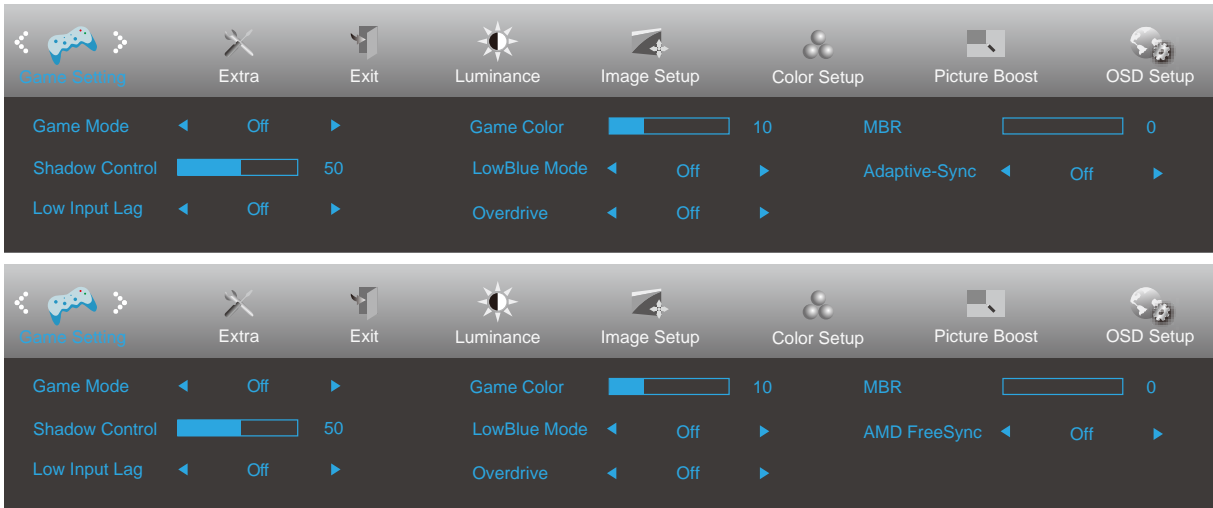 Game Setting Extra Exit Luminance Image Setup Color Setup Picture Boost OSD Setup
Game Mode Off Game Color 10 MBR 0
Shadow Control 50 LowBlue Mode Off Adaptive-Sync Off
Low Input Lag Off Overdrive Off
Game Setting Extra Exit Luminance Image Setup Color Setup Picture Boost OSD Setup
Game Mode Off Game Color 10 MBR 0
Shadow Control 50 LowBlue Mode Off AMD FreeSync Off
Low Input Lag Off Overdrive Off